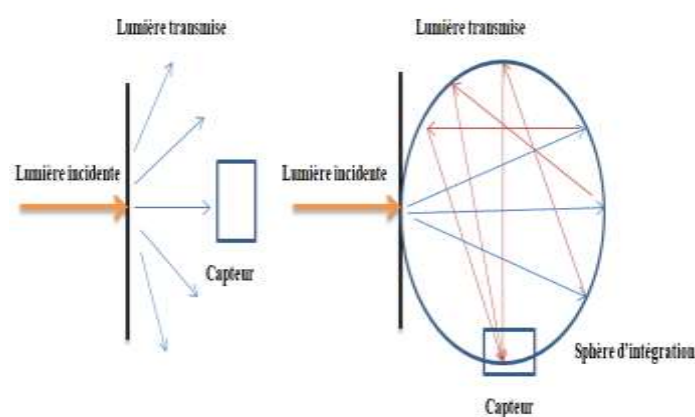 Lumière transmise
Lumière incidente
Capteur
Lumière transmise
Lumière incidente
Sphère d'intégration
Capteur